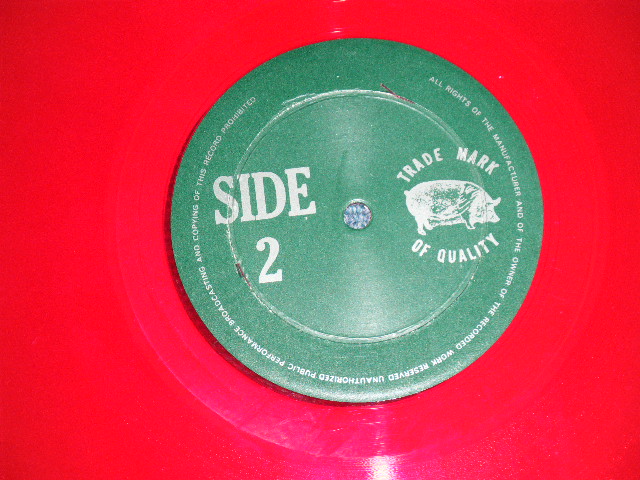 SIDE
2
TRADE MARK
OF QUALITY
ALL RIGHTS OF THE MANUFACTURER AND OF THE OWNER OF THE RECORDED WORK RESERVED UNAUTHORIZED PUBLIC PERFORMANCE BROADCASTING AND COPYING OF THIS RECORD PROHIBITED